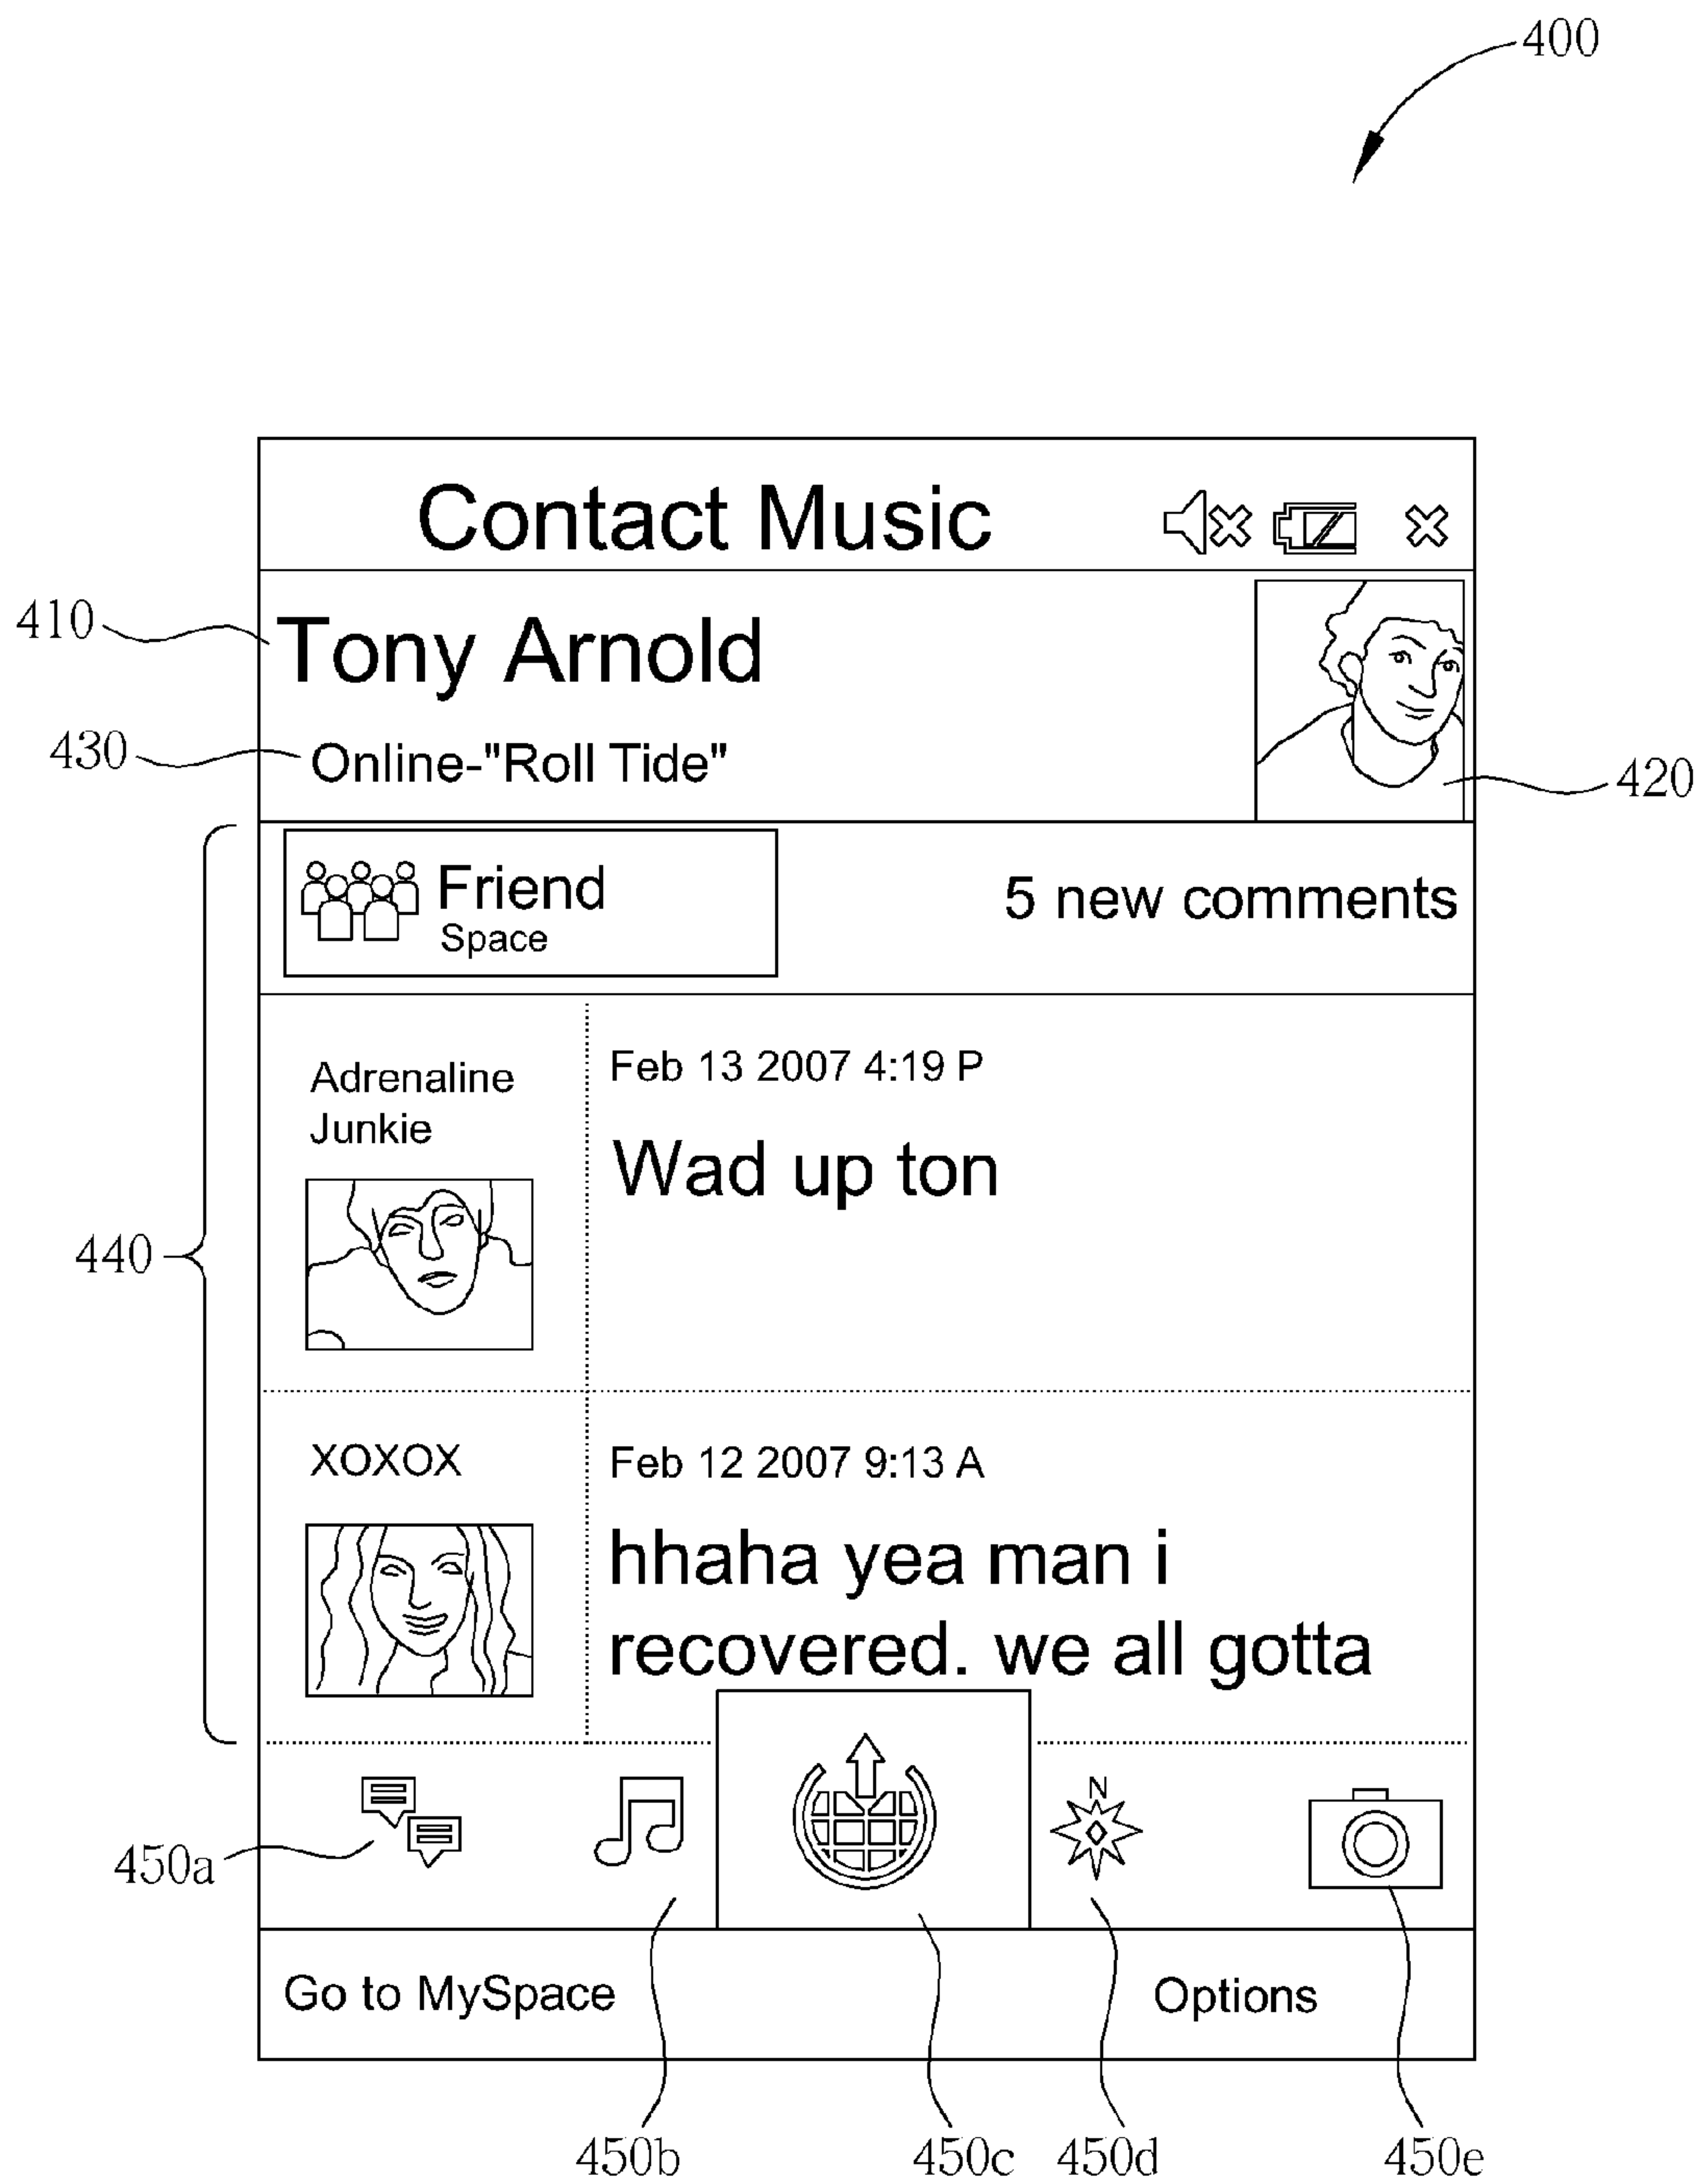 400
Contact Music
410
Tony Arnold
430
Online-"Roll Tide"
420
Friend
Space
5 new comments
440
Adrenaline
Junkie
Feb 13 2007 4:19 P
Wad up ton
XOXOX
Feb 12 2007 9:13 A
hhaha yea man i
recovered. we all gotta
N
450a
Go to MySpace
Options
450b
450c
450d
450e